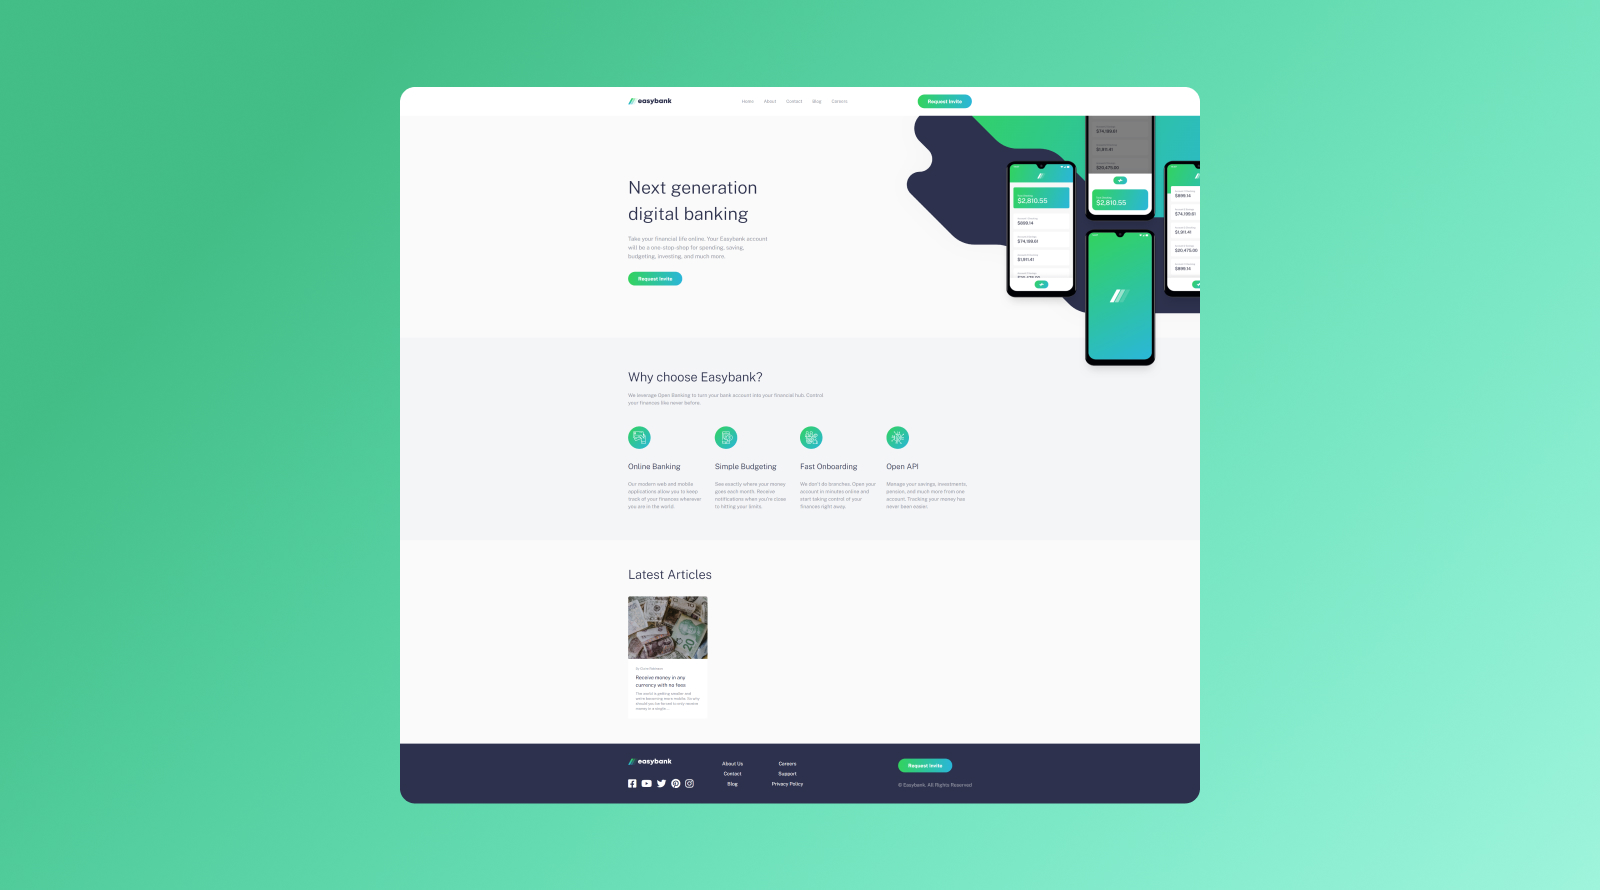 easybank
Home About Contact Blog Careers
Request Invite
Next generation
digital banking
Take your financial life online. Your Easybank account
will be a one-stop-shop for spending, saving,
budgeting, investing, and much more.
Request Invite
$74,199.61
$1,911.41
$20,475.00
$2,810.55
$2,810.55
$899.14
$74,199.61
$1,911.41
$899.14
$74,199.61
$1,911.41
$20,475.00
$899.14
Why choose Easybank?
We leverage Open Banking to turn your bank account into your financial hub. Control
your finances like never before.
Online Banking
Our modern web and mobile
applications allow you to keep
track of your finances wherever
you are in the world.
Simple Budgeting
See exactly where your money
goes each month. Receive
notifications when you're close
to hitting your limits.
Fast Onboarding
We don't do branches. Open your
account in minutes online and
start taking control of your
finances right away.
Open API
Manage your savings, investments,
pension, and much more from one
account. Tracking your money has
never been easier.
Latest Articles
20
Receive money in any
currency with no fees
The world is getting smaller and
we're becoming more mobile. So why
should you be forced to only receive
money in a single ...
easybank
About Us
Contact
Blog
Careers
Support
Privacy Policy
Request Invite
© Easybank. All Rights Reserved